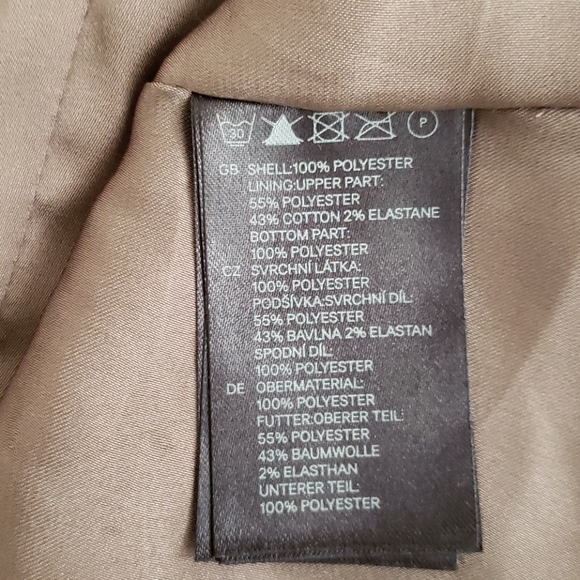 30 P
GB SHELL:100% POLYESTER
LINING:UPPER PART:
55% POLYESTER
43% COTTON 2% ELASTANE
BOTTOM PART:
100% POLYESTER
CZ SVRCHNÍ LÁTKA:
100% POLYESTER
PODŠÍVKA:SVRCHNÍ DÍL:
55% POLYESTER
43% BAVLNA 2% ELASTAN
SPODNÍ DÍL:
100% POLYESTER
DE OBERMATERIAL:
100% POLYESTER
FUTTER:OBERER TEIL:
55% POLYESTER
43% BAUMWOLLE
2% ELASTHAN
UNTERER TEIL:
100% POLYESTER